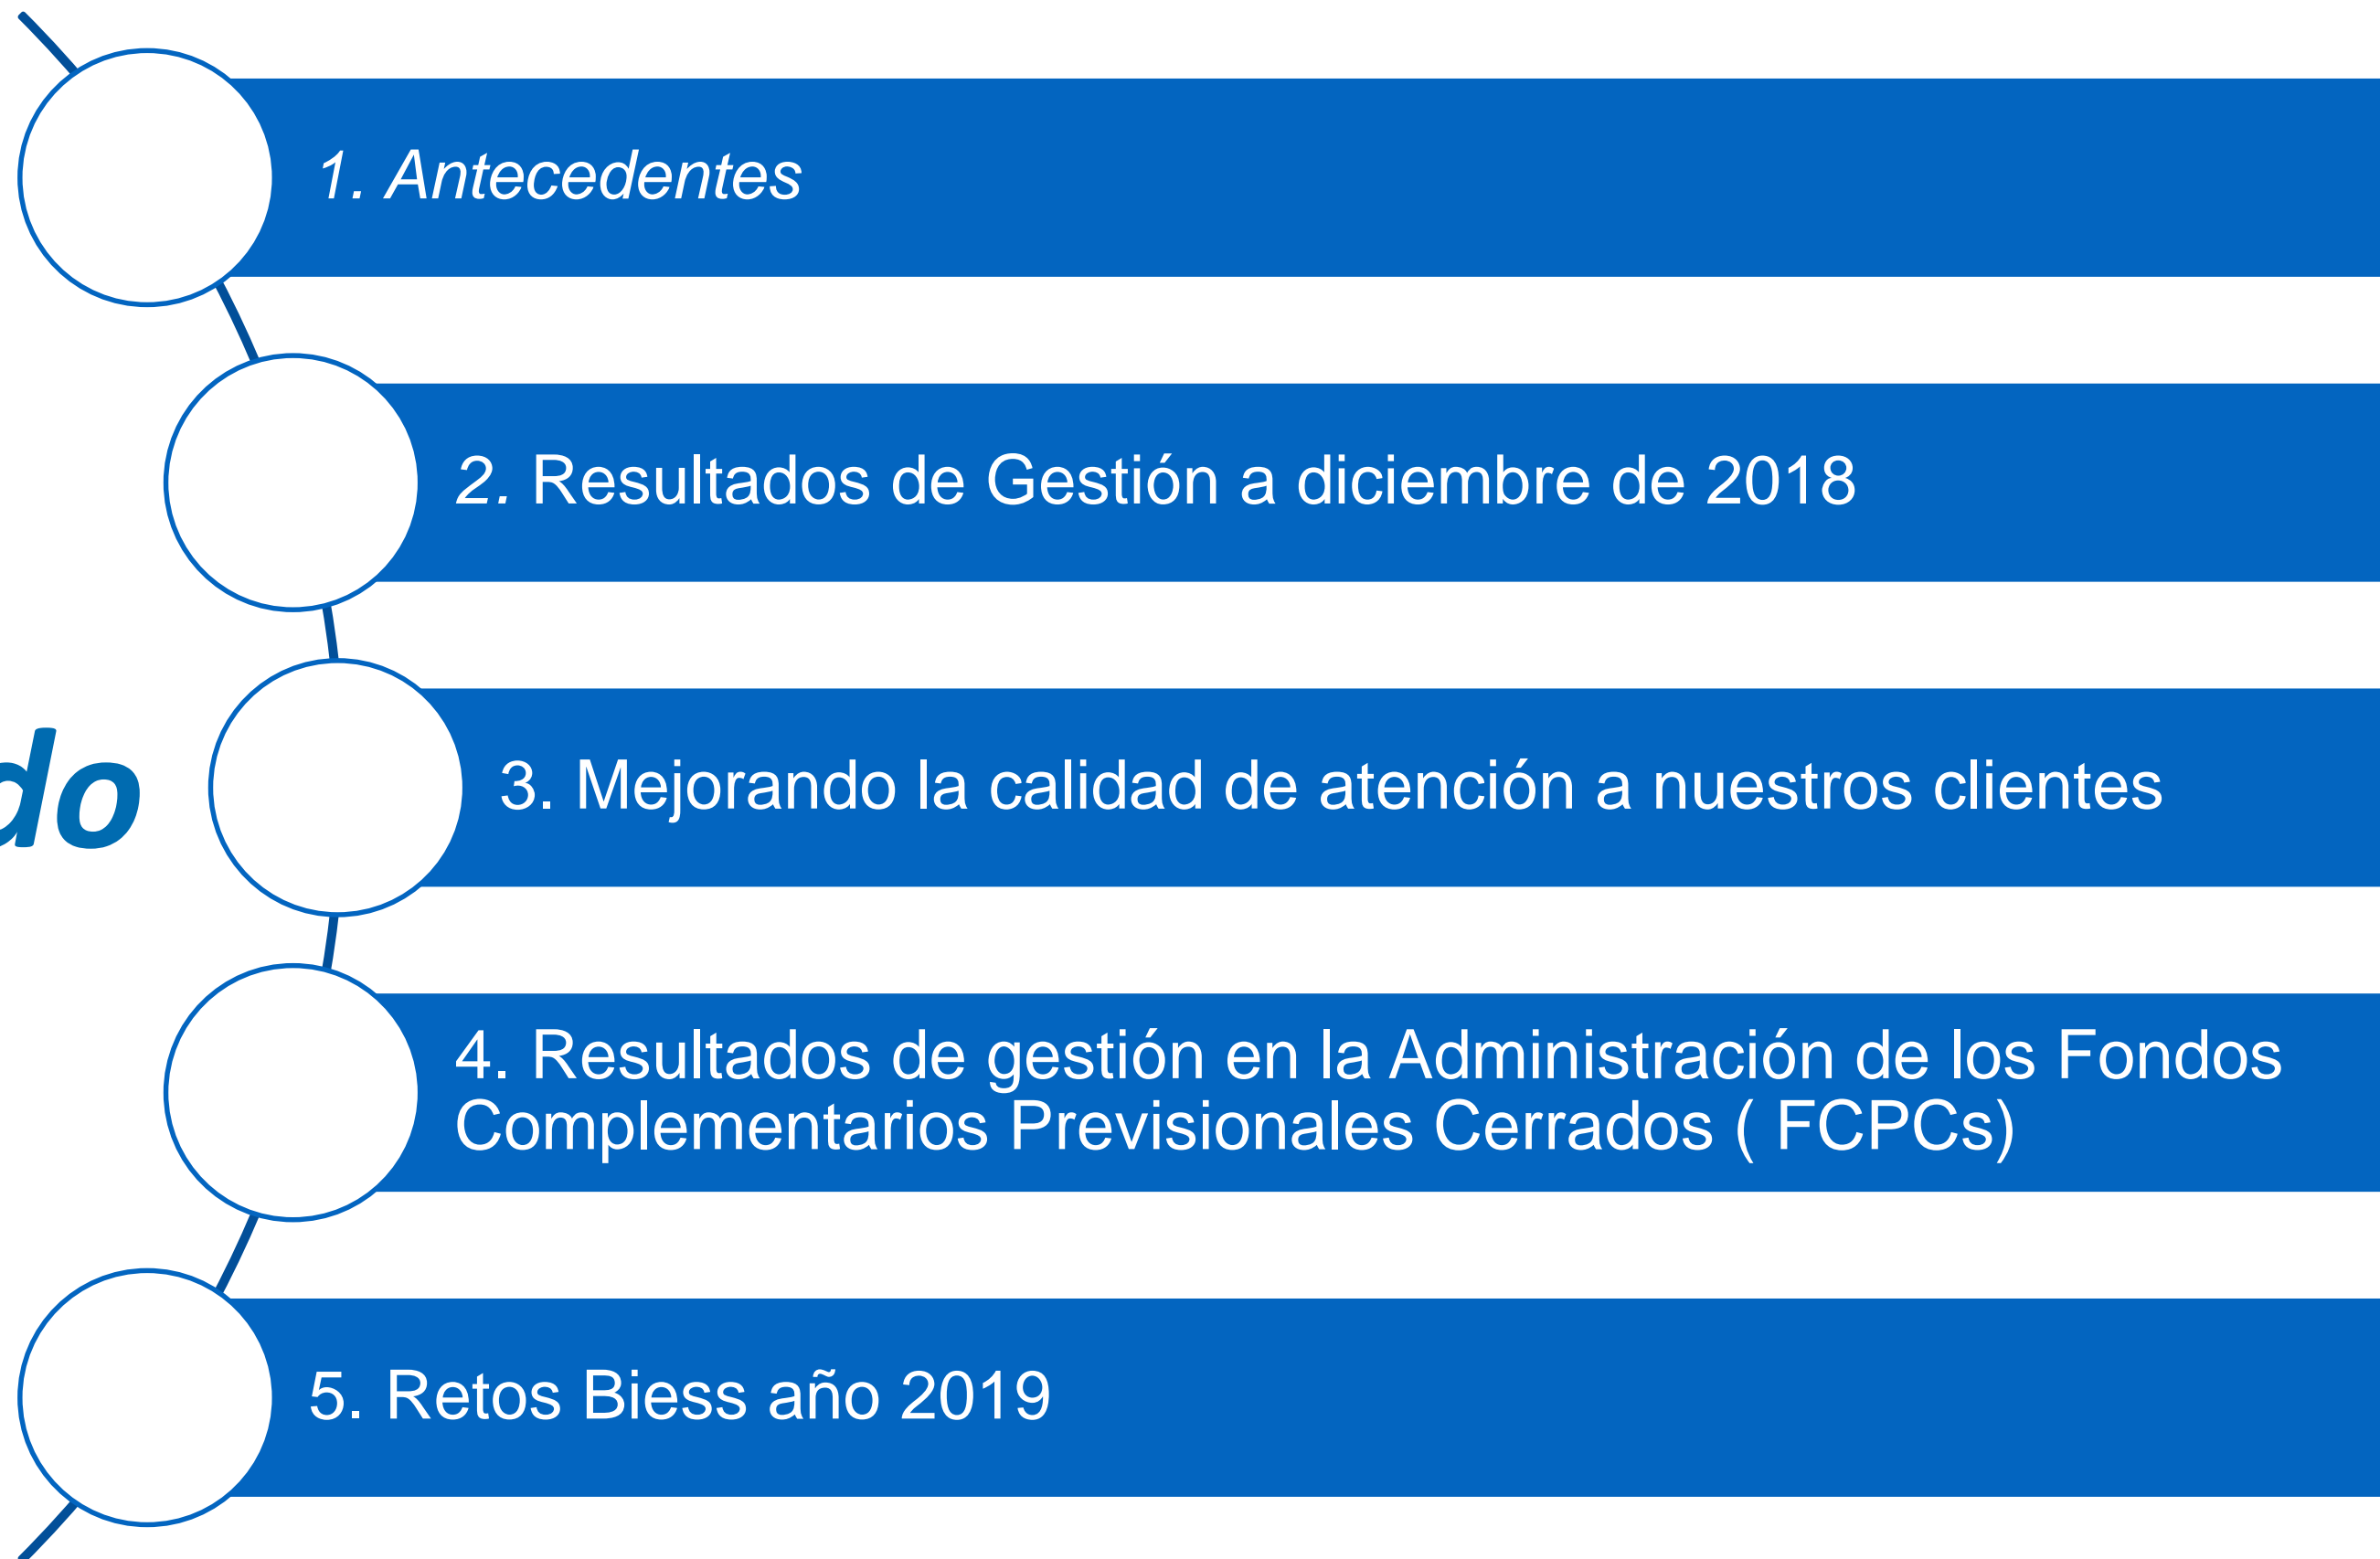 1. Antecedentes
2. Resultados de Gestión a diciembre de 2018
do
3. Mejorando la calidad de atención a nuestros clientes
4. Resultados de gestión en la Administración de los Fondos
Complementarios Previsionales Cerrados ( FCPCs)
5. Retos Biess año 2019